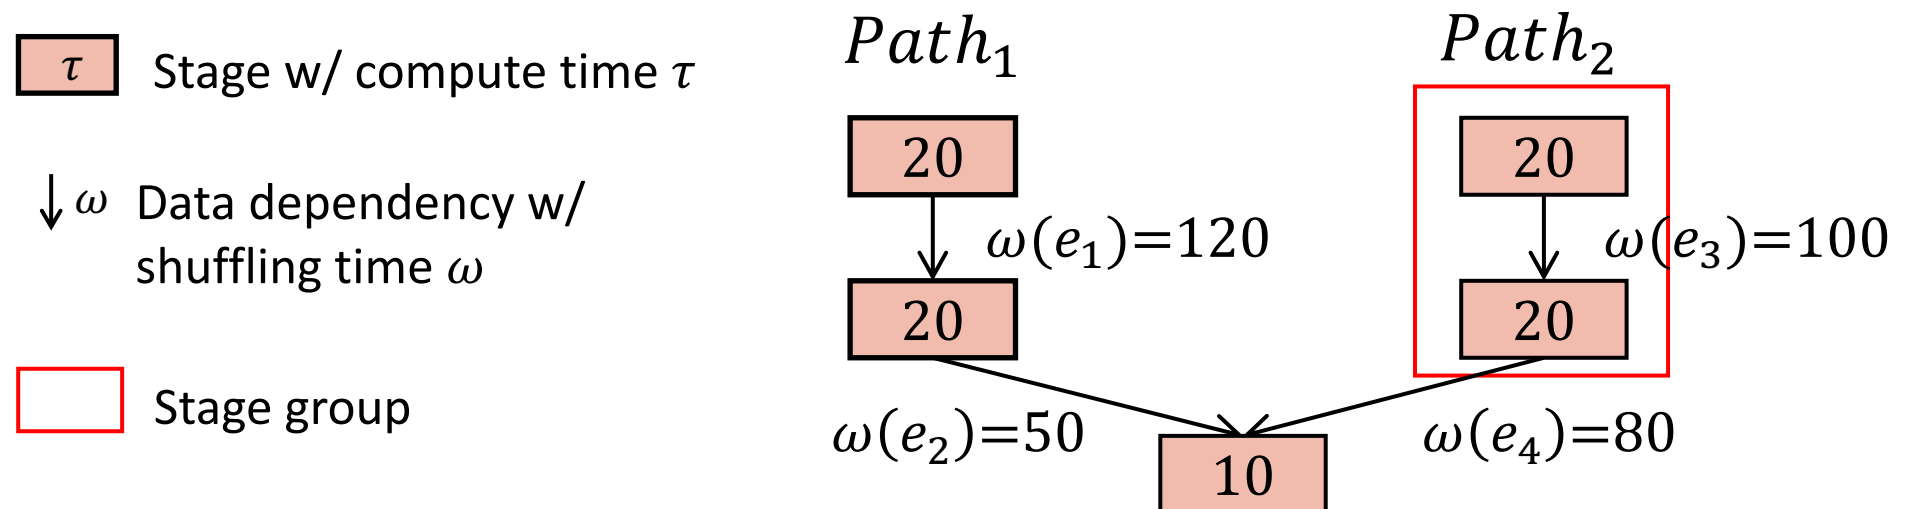 τ Stage w/ compute time τ
ω Data dependency w/
shuffling time ω
Stage group
Path₁
Path₂
20
20
ω(e₁)=120
ω(e₃)=100
20
20
ω(e₂)=50
ω(e₄)=80
10